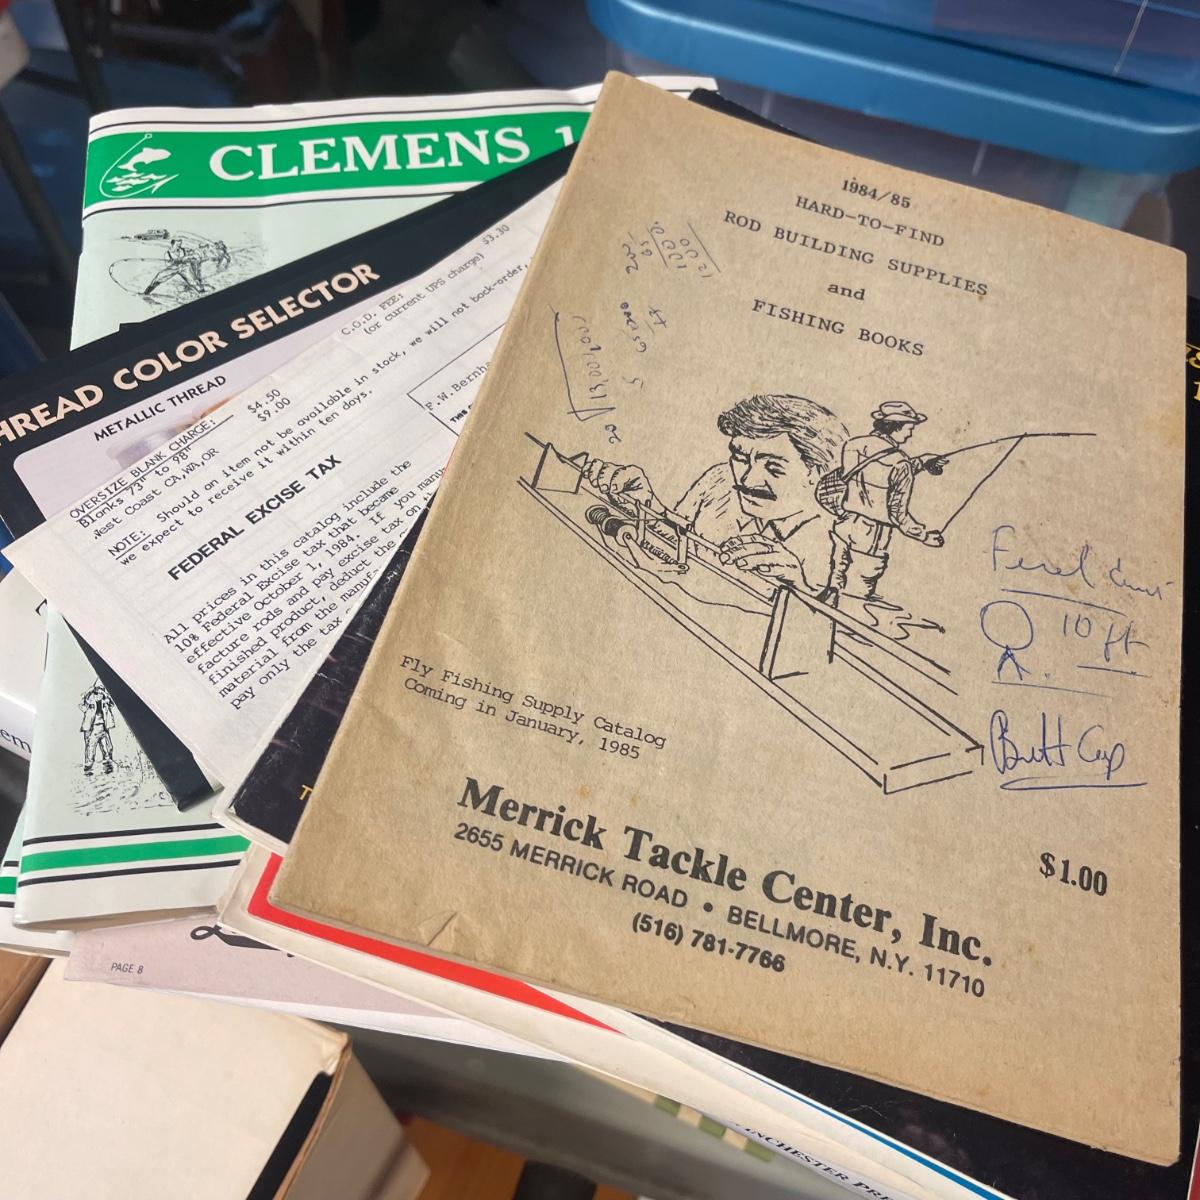 CLEMENS
THREAD COLOR SELECTOR
METALLIC THREAD
$3.30
C.O.D. FEE:
(or current UPS charge)
OVERSIZE BLANK CHARGE:
Blanks 73" to 98" $4.50
West Coast CA,WA,OR $9.00
NOTE: Should an item not be available in stock, we will not back-order,
we expect to receive it within ten days.
FEDERAL EXCISE TAX
All prices in this catalog include the
10% Federal Excise tax that became
effective October 1, 1984. If you manu
facture rods and pay excise tax on
finished product, deduct the
material from the manuf
pay only the tax
PAGE 8
1984/85
HARD-TO-FIND
ROD BUILDING SUPPLIES
and
FISHING BOOKS
10 ft
Butt Cap
Fly Fishing Supply Catalog
Coming in January, 1985
$1.00
Merrick Tackle Center, Inc.
2655 MERRICK ROAD • BELLMORE, N.Y. 11710
(516) 781-7766